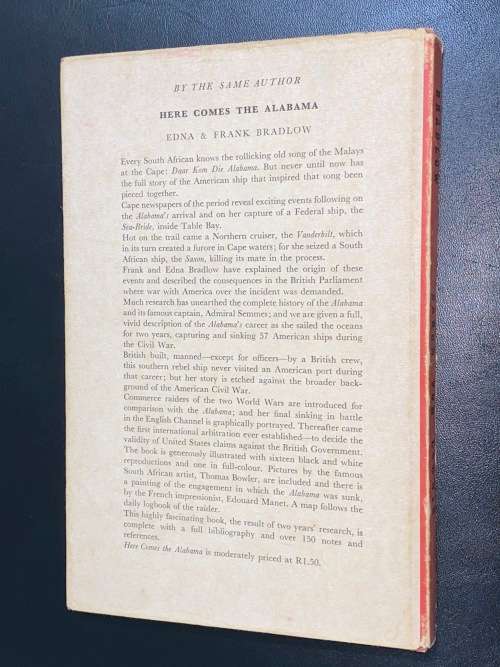 BY THE SAME AUTHOR
HERE COMES THE ALABAMA
EDNA & FRANK BRADLOW
Every South African knows the rollicking old song of the Malays
at the Cape: Daar Kom Die Alabama. But never until now has
the full story of the American ship that inspired that song been
pieced together.
Cape newspapers of the period reveal exciting events following on
the Alabama's arrival and on her capture of a Federal ship, the
Sea-Bride, inside Table Bay.
Hot on the trail came a Northern cruiser, the Vanderbilt, which
in its turn created a furore in Cape waters; for she seized a South
African ship, the Saxon, killing its mate in the process.
Frank and Edna Bradlow have explained the origin of these
events and described the consequences in the British Parliament
where war with America over the incident was demanded.
Much research has unearthed the complete history of the Alabama
and its famous captain, Admiral Semmes; and we are given a full,
vivid description of the Alabama's career as she sailed the oceans
for two years, capturing and sinking 57 American ships during
the Civil War.
British built, manned—except for officers—by a British crew,
this southern rebel ship never visited an American port during
that career; but her story is etched against the broader back-
ground of the American Civil War.
Commerce raiders of the two World Wars are introduced for
comparison with the Alabama; and her final sinking in battle
in the English Channel is graphically portrayed. Thereafter came
the first international arbitration ever established—to decide the
validity of United States claims against the British Government.
The book is generously illustrated with sixteen black and white
reproductions and one in full-colour. Pictures by the famous
South African artist, Thomas Bowler, are included and there is
a painting of the engagement in which the Alabama was sunk,
by the French impressionist, Edouard Manet. A map follows the
daily logbook of the raider.
This highly fascinating book, the result of two years' research, is
complete with a full bibliography and over 150 notes and
references.
Here Comes the Alabama is moderately priced at R1.50.
BRADLOW